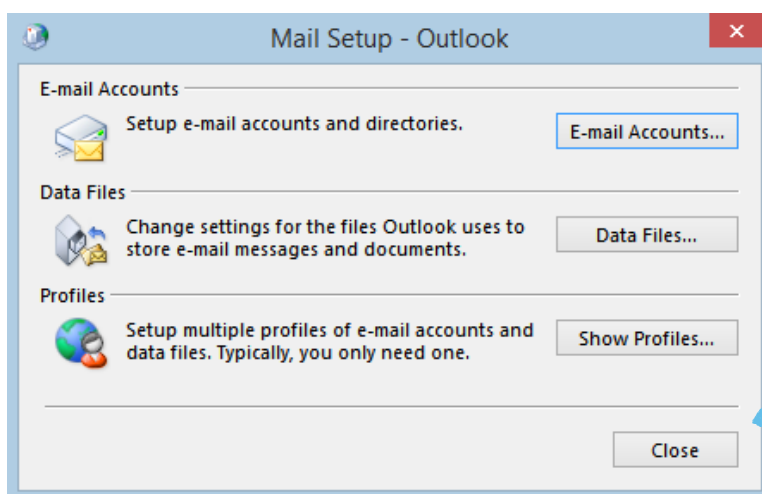 Mail Setup - Outlook
E-mail Accounts
Setup e-mail accounts and directories.
E-mail Accounts...
Data Files
Change settings for the files Outlook uses to
store e-mail messages and documents.
Data Files...
Profiles
Setup multiple profiles of e-mail accounts and
data files. Typically, you only need one.
Show Profiles...
Close